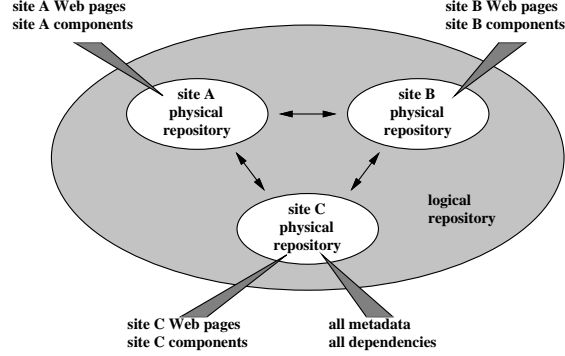 site A Web pages
site A components
site B Web pages
site B components
site A
physical
repository
site B
physical
repository
site C
physical
repository
logical
repository
site C Web pages
site C components
all metadata
all dependencies